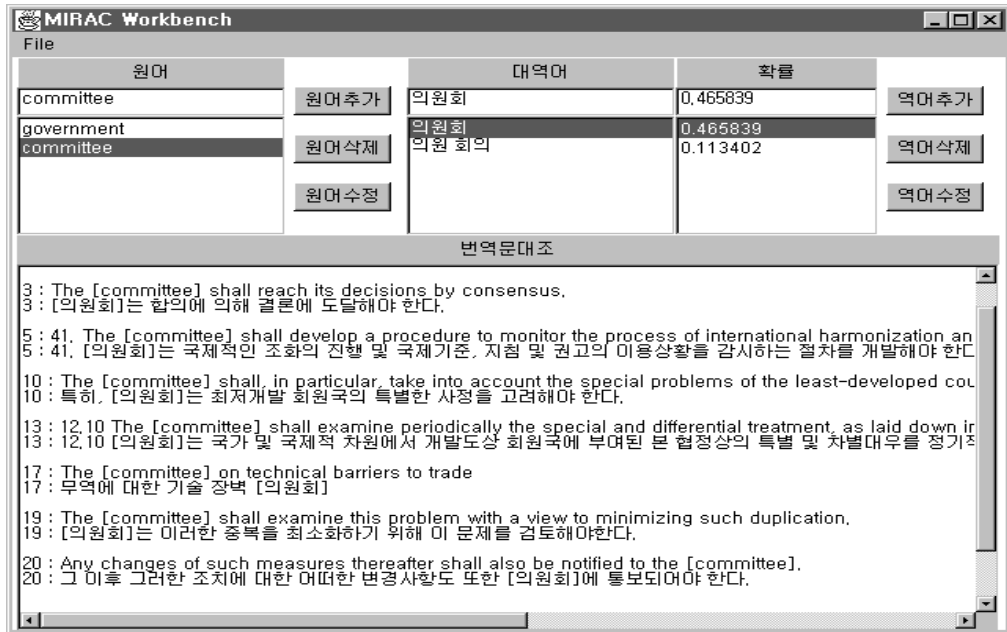 MIRAC Workbench
File
원어 대역어 확률
committee 원어추가 의원회 0.465839 역어추가
government 의원회 0.465839
committee 원어삭제 의원 회의 0.113402 역어삭제
원어수정 역어수정
번역문대조
3 : The [committee] shall reach its decisions by consensus.
3 : [의원회]는 합의에 의해 결론에 도달해야 한다.
5 : 41. The [committee] shall develop a procedure to monitor the process of international harmonization an
5 : 41. [의원회]는 국제적인 조화의 진행 및 국제기준, 지침 및 권고의 이용상황을 감시하는 절차를 개발해야 한
10 : The [committee] shall, in particular, take into account the special problems of the least-developed cou
10 : 특히, [의원회]는 최저개발 회원국의 특별한 사정을 고려해야 한다.
13 : 12.10 The [committee] shall examine periodically the special and differential treatment, as laid down in
13 : 12.10 [의원회]는 국가 및 국제적 차원에서 개발도상 회원국에 부여된 본 협정상의 특별 및 차별대우를 정기
17 : The [committee] on technical barriers to trade
17 : 무역에 대한 기술 장벽 [의원회]
19 : The [committee] shall examine this problem with a view to minimizing such duplication.
19 : [의원회]는 이러한 중복을 최소화하기 위해 이 문제를 검토해야한다.
20 : Any changes of such measures thereafter shall also be notified to the [committee].
20 : 그 이후 그러한 조치에 대한 어떠한 변경사항도 또한 [의원회]에 통보되어야 한다.